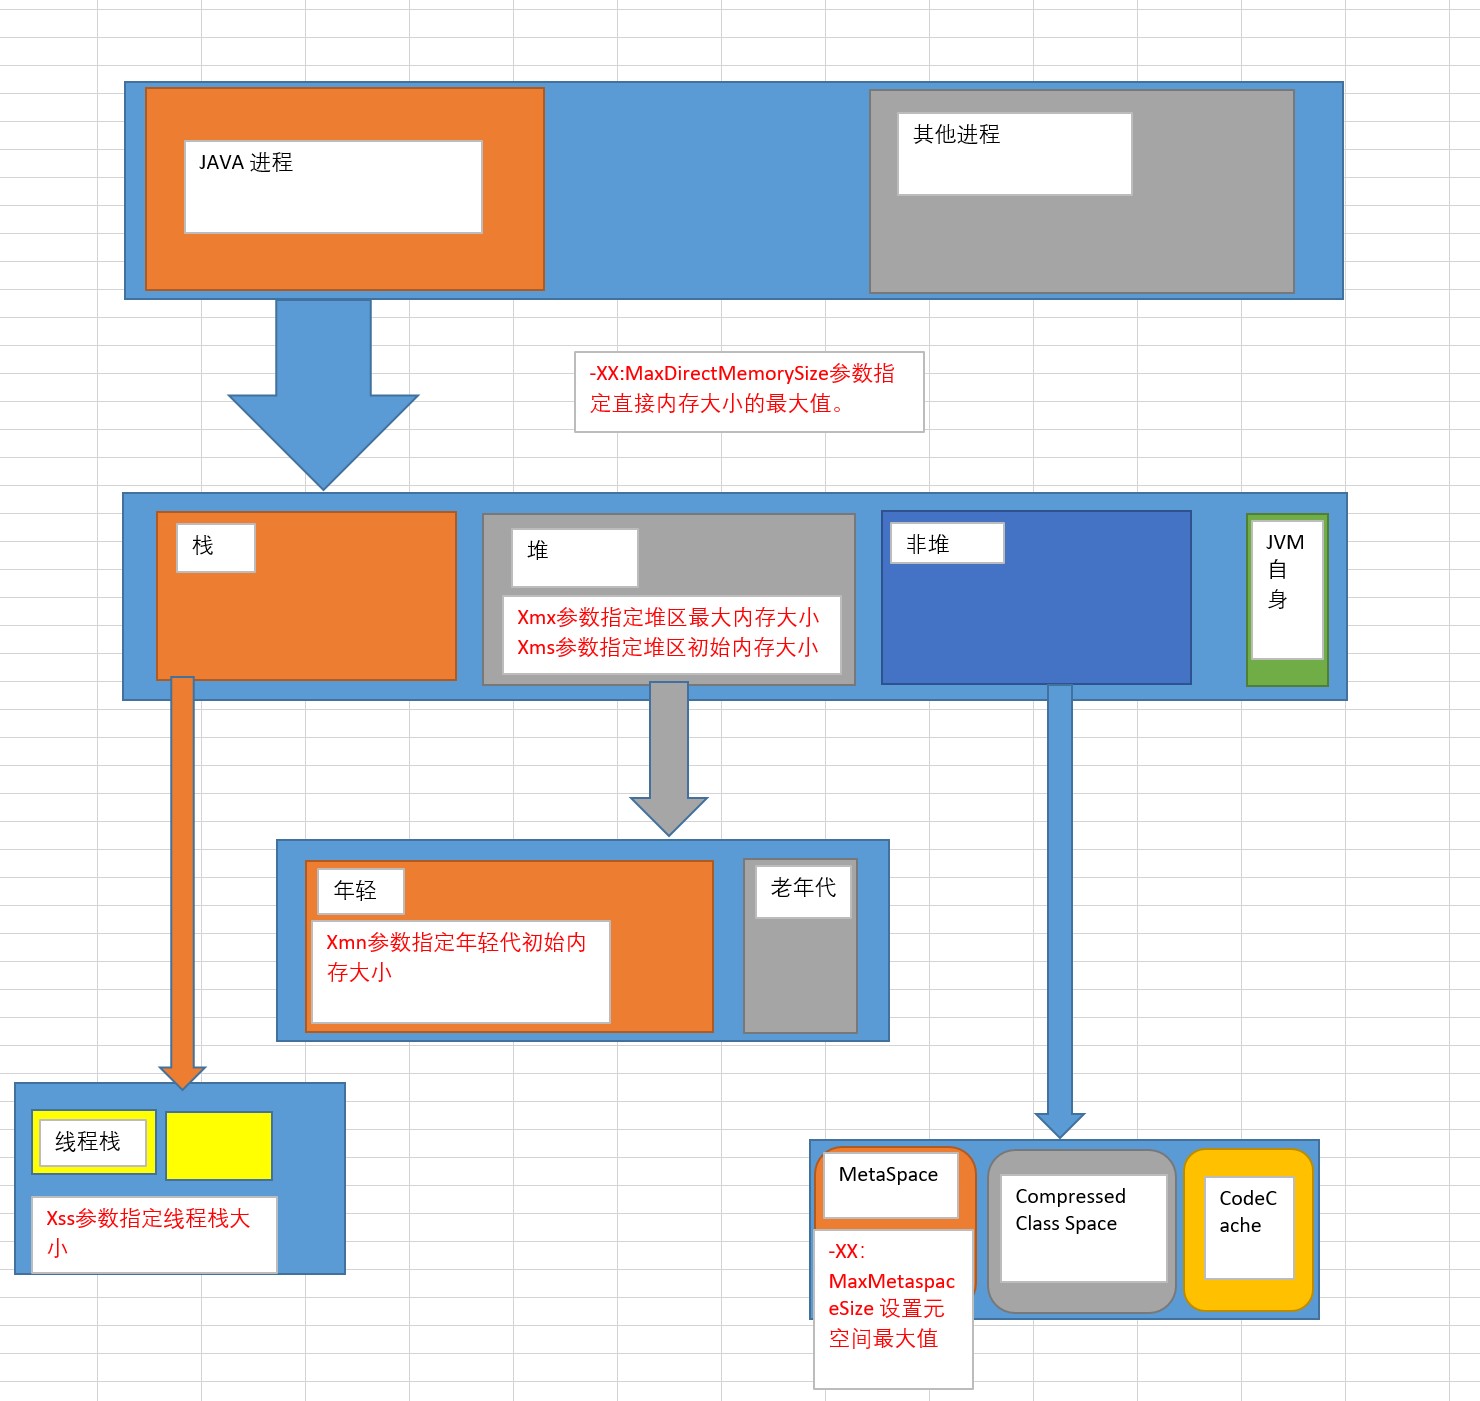 JAVA 进程
其他进程
-XX:MaxDirectMemorySize参数指
定直接内存大小的最大值。
栈
堆
Xmx参数指定堆区最大内存大小
Xms参数指定堆区初始内存大小
非堆
JVM
自
身
年轻
Xmn参数指定年轻代初始内
存大小
老年代
线程栈
Xss参数指定线程栈大
小
MetaSpace
-XX：
MaxMetaspac
eSize 设置元
空间最大值
Compressed
Class Space
CodeC
ache